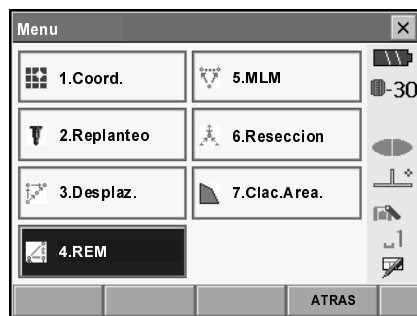 Menu
1.Coord.
5.MLM
2.Replanteo
6.Reseccion
3.Desplaz.
7.Clac.Area.
4.REM
-30
1
ATRAS